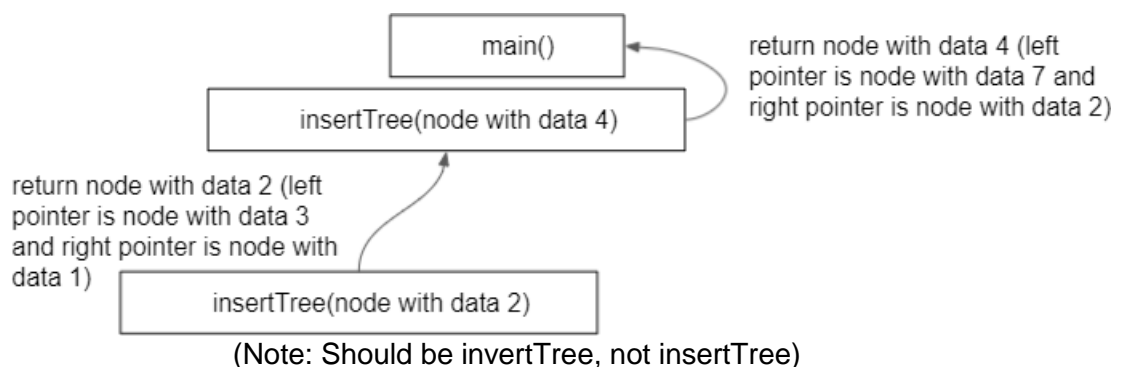 main()
return node with data 4 (left
pointer is node with data 7 and
right pointer is node with data 2)
insertTree(node with data 4)
return node with data 2 (left
pointer is node with data 3
and right pointer is node with
data 1)
insertTree(node with data 2)
(Note: Should be invertTree, not insertTree)